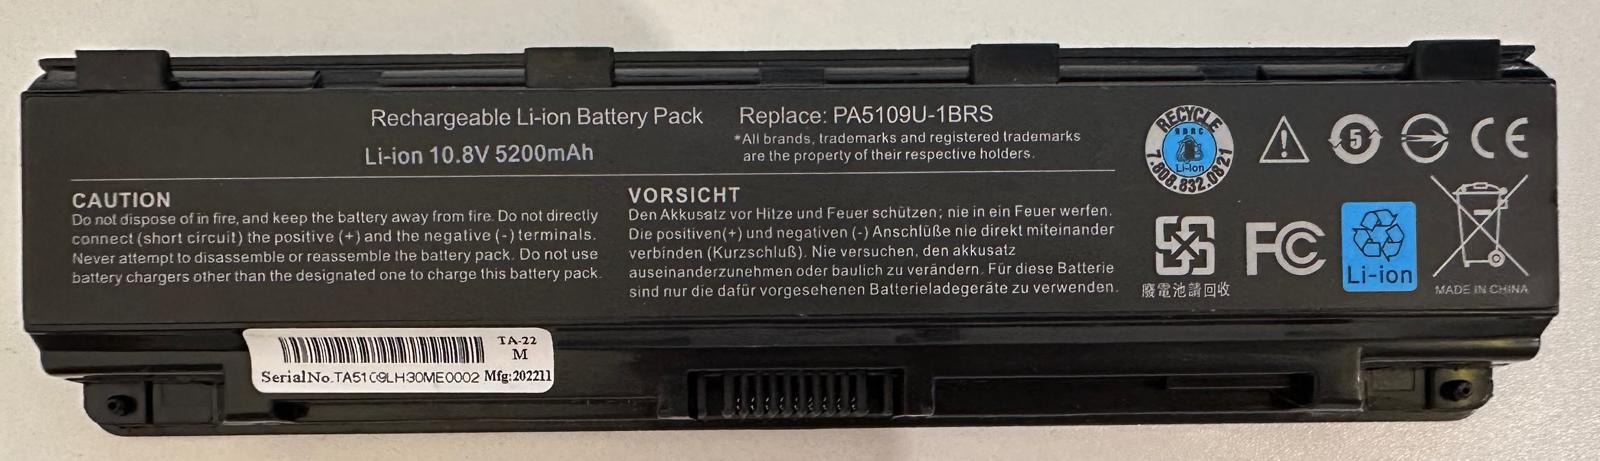 Rechargeable Li-ion Battery Pack
Replace: PA5109U-1BRS
Li-ion 10.8V 5200mAh
*All brands, trademarks and registered trademarks
are the property of their respective holders.
CAUTION
Do not dispose of in fire, and keep the battery away from fire. Do not directly
connect (short circuit) the positive (+) and the negative (-) terminals.
Never attempt to disassemble or reassemble the battery pack. Do not use
battery chargers other than the designated one to charge this battery pack.
VORSICHT
Den Akkusatz vor Hitze und Feuer schützen; nie in ein Feuer werfen.
Die positiven(+) und negativen (-) Anschlüße nie direkt miteinander
verbinden (Kurzschluß). Nie versuchen, den akkusatz
auseinanderzunehmen oder baulich zu verändern. Für diese Batterie
sind nur die dafür vorgesehenen Batterieladegeräte zu verwenden.
RECYCLE
RBRC
Li-Ion
7.808.832.0821
5
CE
廢電池請回收
FC
Li-ion
MADE IN CHINA
TA-22
M
SerialNo.TA5109LH30ME0002 Mfg:202211